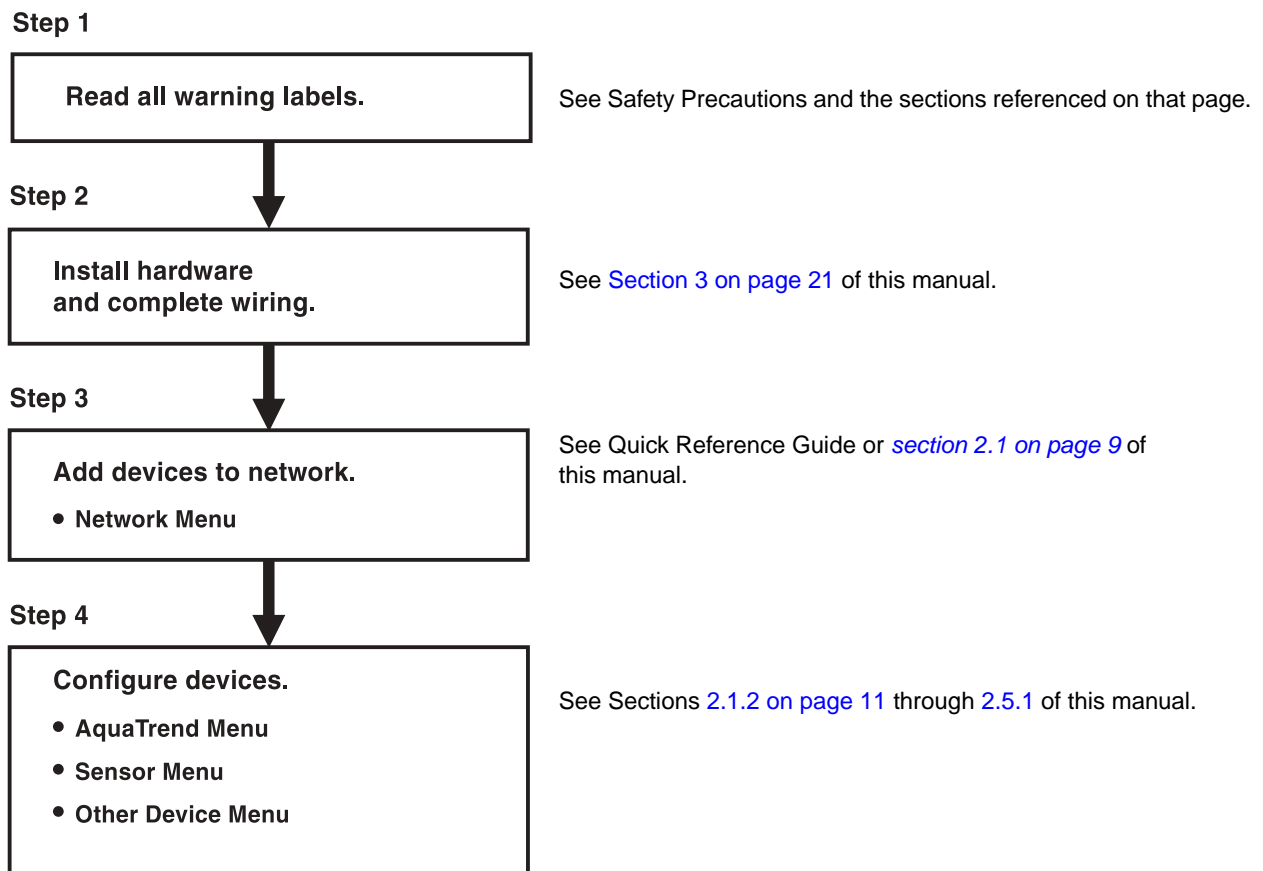 Step 1
Read all warning labels.
See Safety Precautions and the sections referenced on that page.
Step 2
Install hardware
and complete wiring.
See Section 3 on page 21 of this manual.
Step 3
Add devices to network.
• Network Menu
See Quick Reference Guide or section 2.1 on page 9 of
this manual.
Step 4
Configure devices.
• AquaTrend Menu
• Sensor Menu
• Other Device Menu
See Sections 2.1.2 on page 11 through 2.5.1 of this manual.